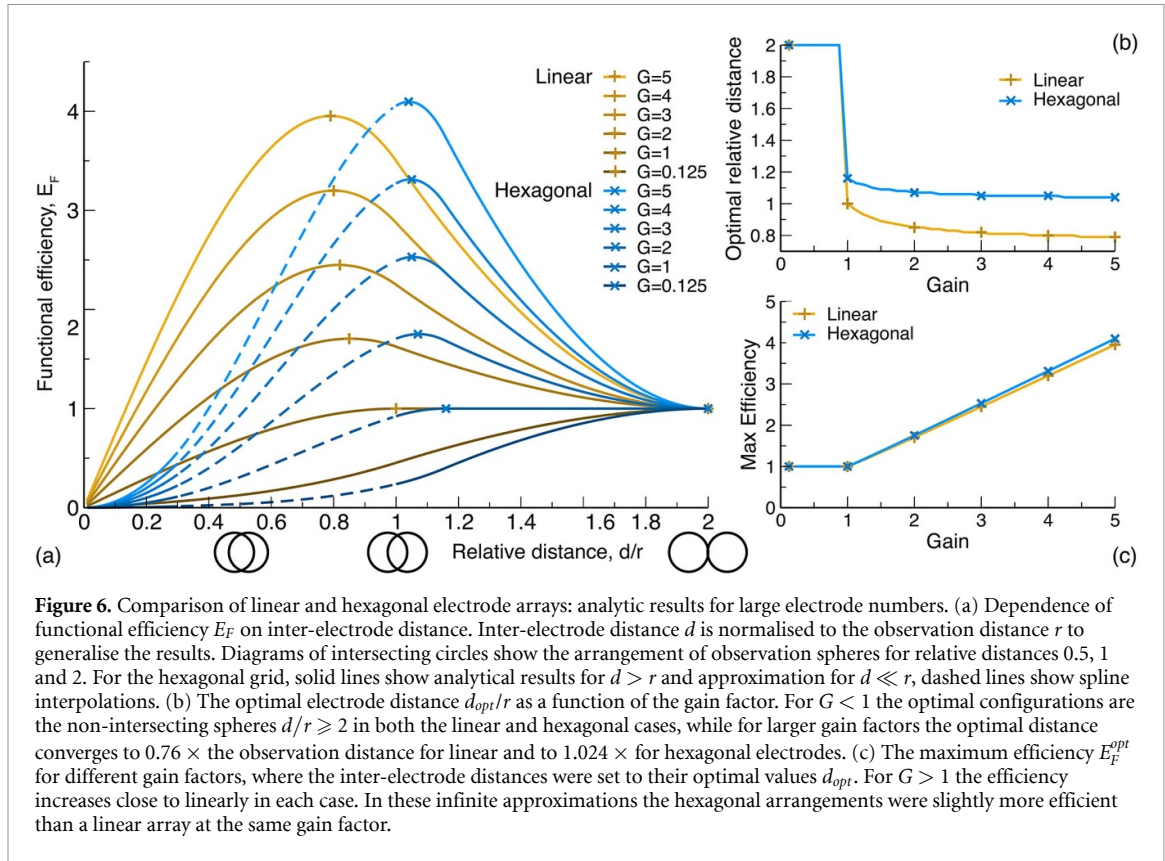 Functional efficiency, E_F
4
3
2
1
0
0
0.2
0.4
0.6
0.8
1
1.2
1.4
1.6
1.8
2
Relative distance, d/r
(a)
Linear
G=5
G=4
G=3
G=2
G=1
G=0.125
Hexagonal
G=5
G=4
G=3
G=2
G=1
G=0.125
(b)
Optimal relative distance
2
1.8
1.6
1.4
1.2
1
0.8
Linear
Hexagonal
0
1
2
3
4
5
Gain
Max Efficiency
5
4
3
2
1
0
Linear
Hexagonal
0
1
2
3
4
5
Gain
(c)
Figure 6. Comparison of linear and hexagonal electrode arrays: analytic results for large electrode numbers. (a) Dependence of
functional efficiency E_F on inter-electrode distance. Inter-electrode distance d is normalised to the observation distance r to
generalise the results. Diagrams of intersecting circles show the arrangement of observation spheres for relative distances 0.5, 1
and 2. For the hexagonal grid, solid lines show analytical results for d > r and approximation for d ≪ r, dashed lines show spline
interpolations. (b) The optimal electrode distance d_opt/r as a function of the gain factor. For G < 1 the optimal configurations are
the non-intersecting spheres d/r ⩾ 2 in both the linear and hexagonal cases, while for larger gain factors the optimal distance
converges to 0.76 × the observation distance for linear and to 1.024 × for hexagonal electrodes. (c) The maximum efficiency E_F^opt
for different gain factors, where the inter-electrode distances were set to their optimal values d_opt. For G > 1 the efficiency
increases close to linearly in each case. In these infinite approximations the hexagonal arrangements were slightly more efficient
than a linear array at the same gain factor.